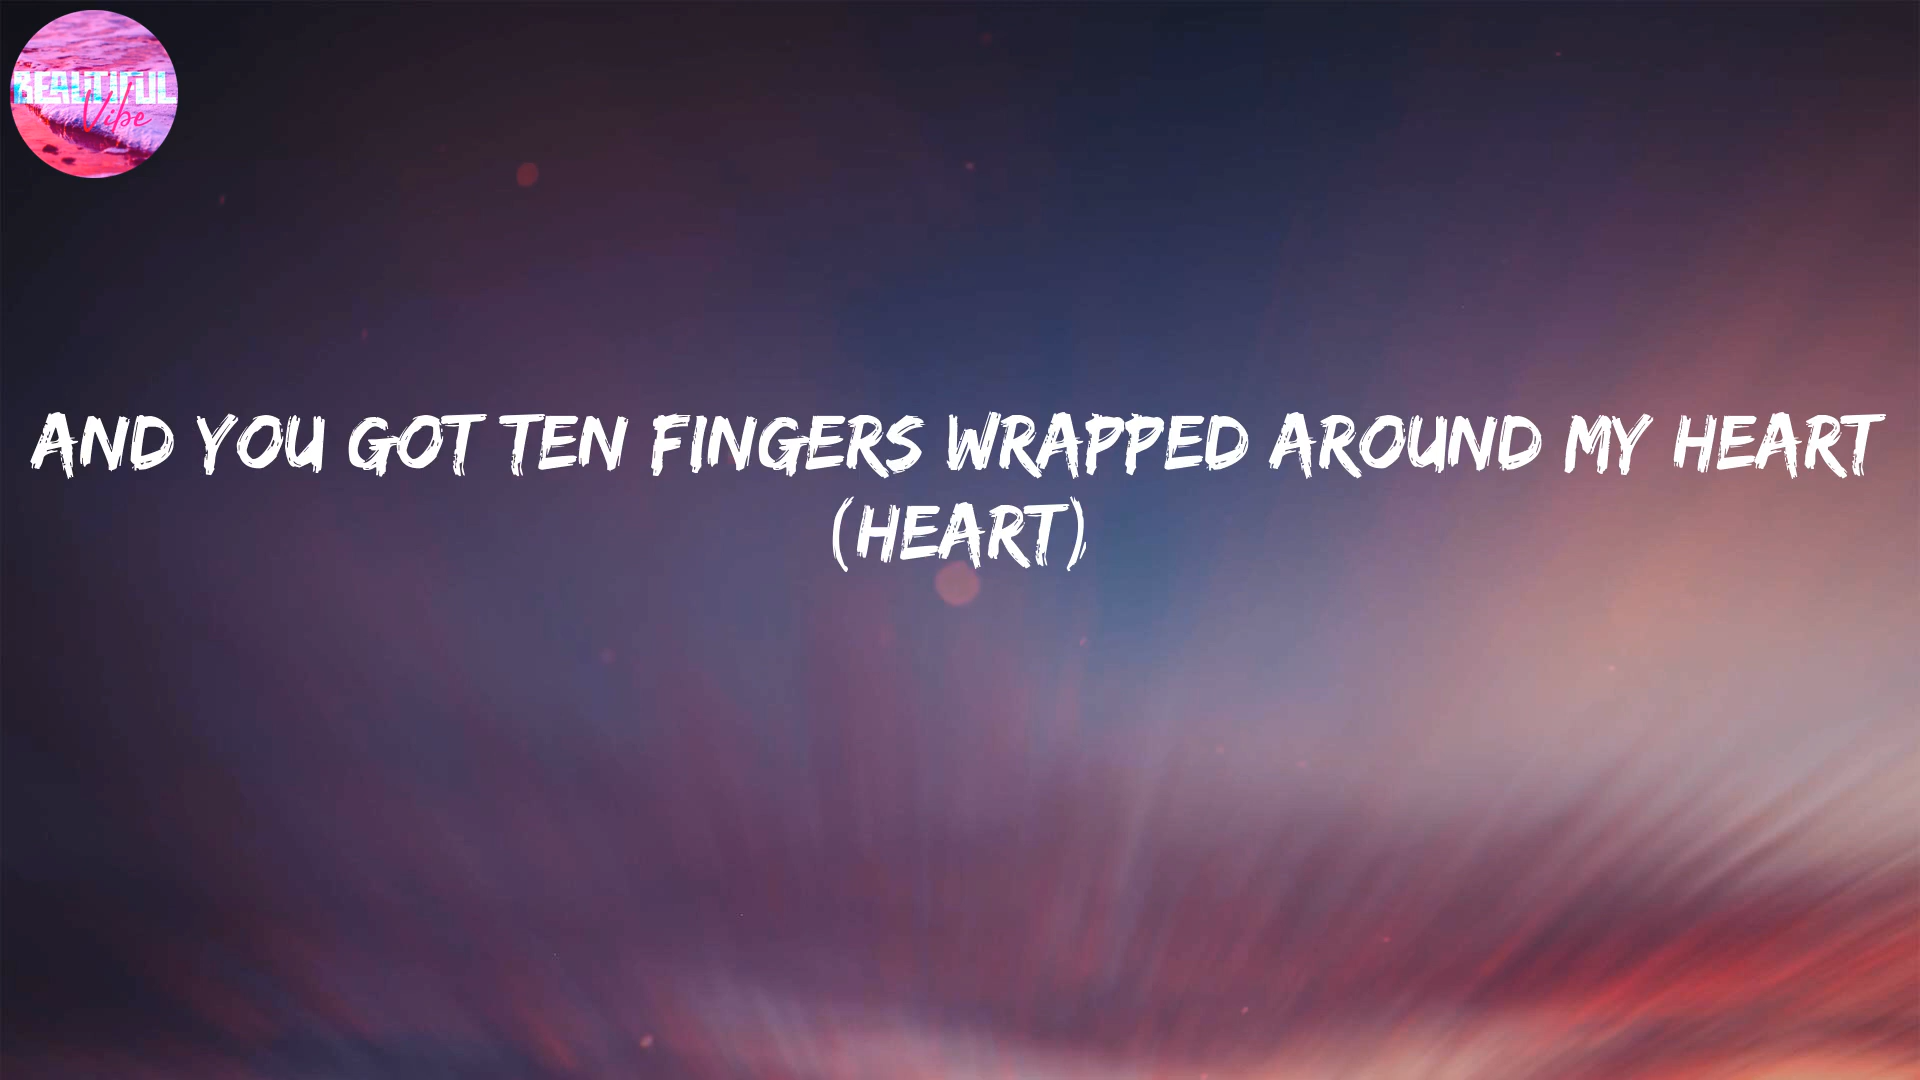 BEAUTIFUL
Vibe
AND YOU GOT TEN FINGERS WRAPPED AROUND MY HEART
(HEART)